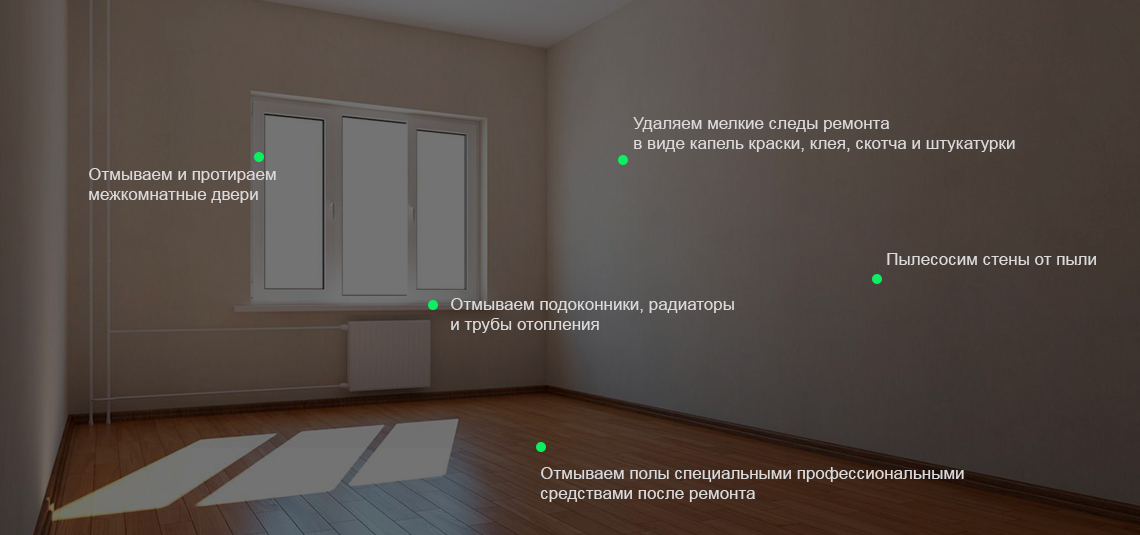 Удаляем мелкие следы ремонта
в виде капель краски, клея, скотча и штукатурки
Отмываем и протираем
межкомнатные двери
Пылесосим стены от пыли
Отмываем подоконники, радиаторы
и трубы отопления
Отмываем полы специальными профессиональными
средствами после ремонта